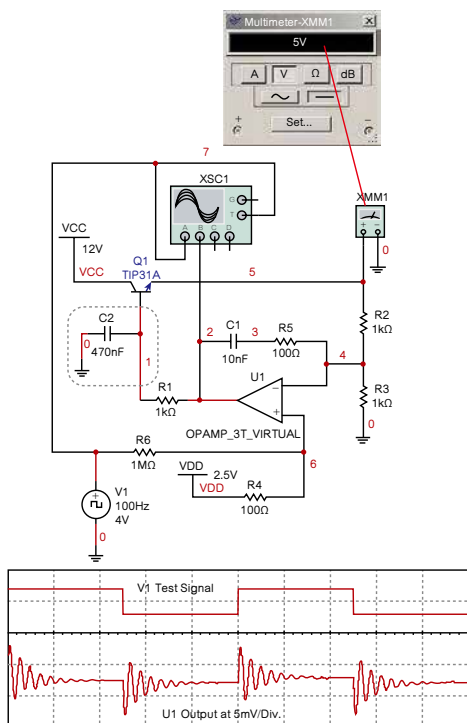 Multimeter-XMM1
5V
A V Ω dB
Set...
+ −
7
XSC1
G
T
A B C D
XMM1
+ −
0
VCC
12V
VCC
Q1
TIP31A
5
C2
470nF
0
1
2
C1
10nF
3
R5
100Ω
4
R2
1kΩ
R3
1kΩ
0
R1
1kΩ
U1
−
+
OPAMP_3T_VIRTUAL
R6
1MΩ
6
VDD
2.5V
VDD
R4
100Ω
V1
100Hz
4V
0
V1 Test Signal
U1 Output at 5mV/Div.